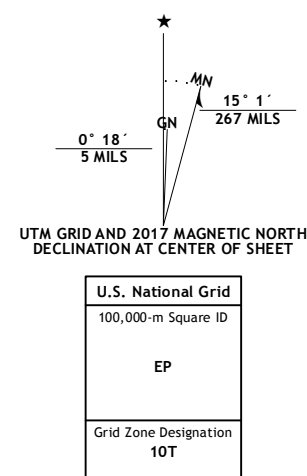 ★
MN
GN
15° 1´
267 MILS
0° 18´
5 MILS
UTM GRID AND 2017 MAGNETIC NORTH
DECLINATION AT CENTER OF SHEET
U.S. National Grid
100,000-m Square ID
EP
Grid Zone Designation
10T